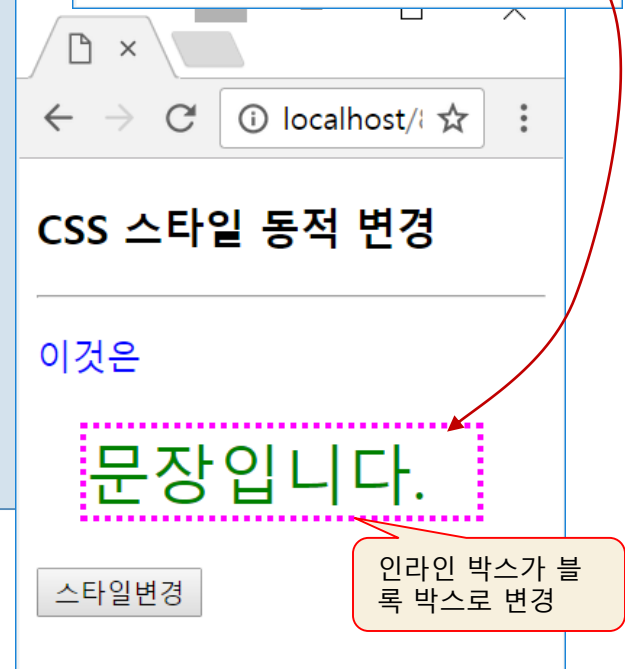 localhost/
CSS 스타일 동적 변경
이것은
문장입니다.
스타일변경
인라인 박스가 블
록 박스로 변경